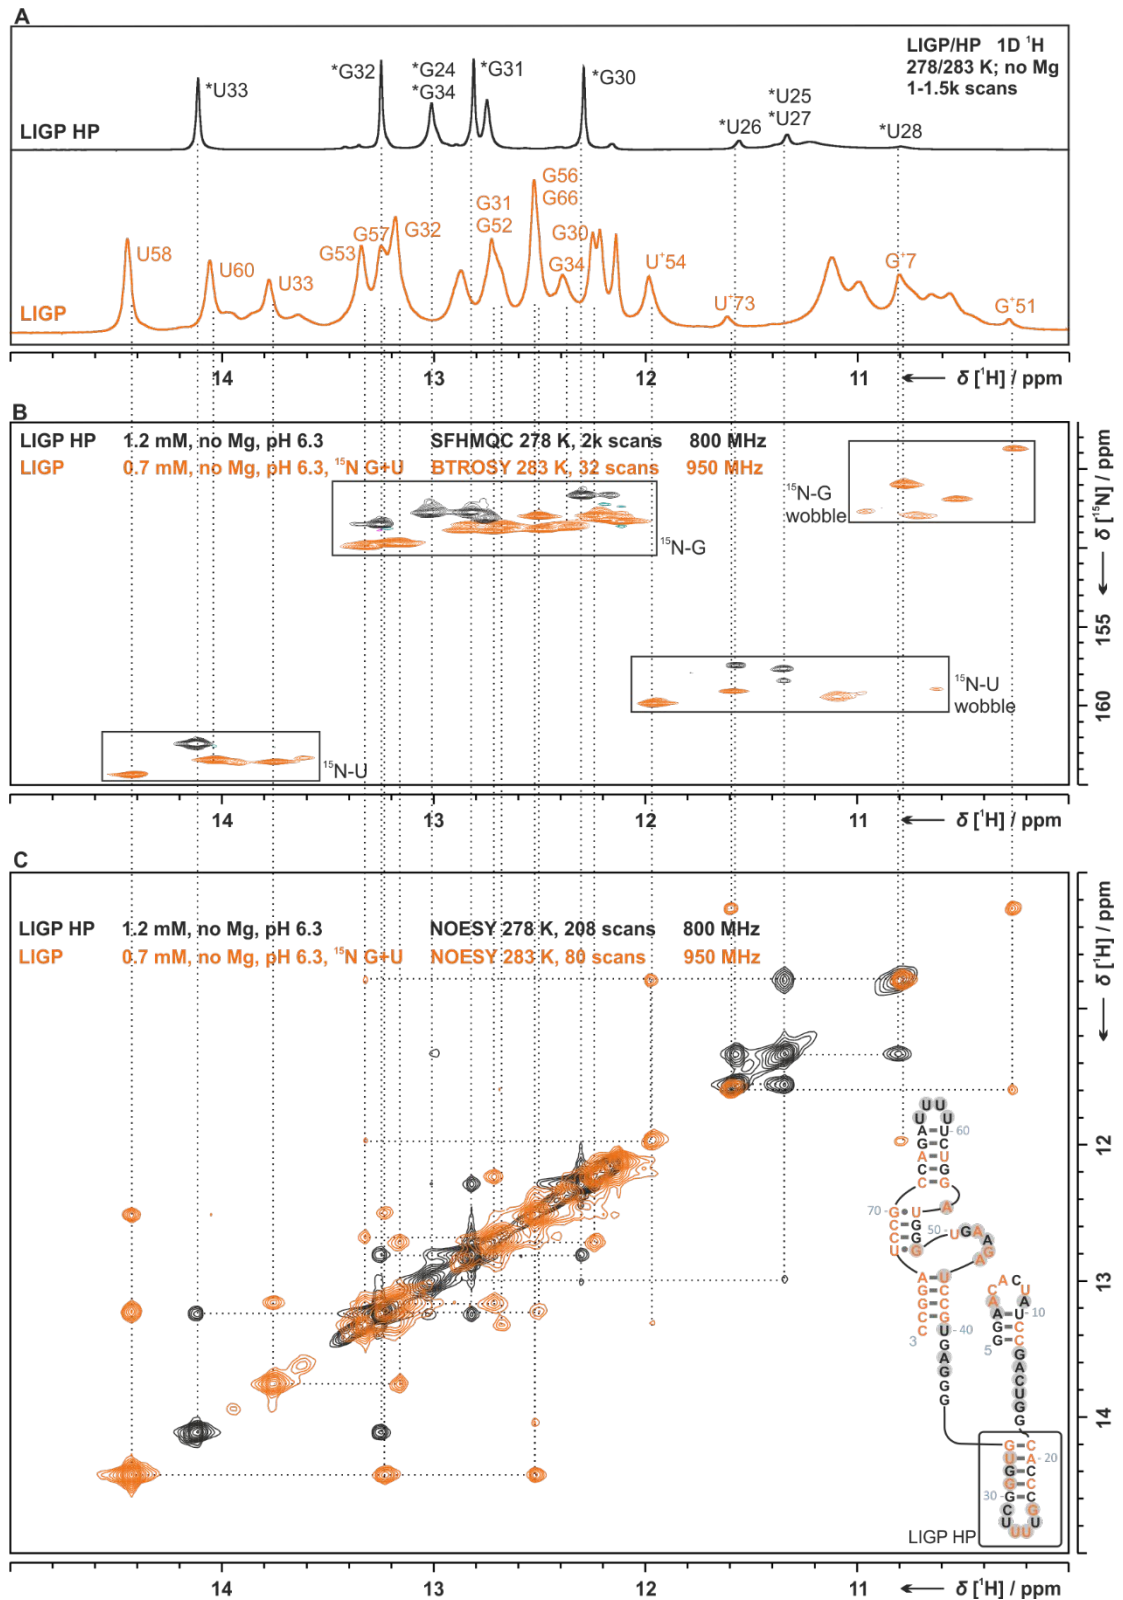 A
LIGP/HP 1D ¹H
278/283 K; no Mg
1-1.5k scans
LIGP HP
*U33
*G32
*G24
*G34
*G31
*G30
*U26
*U25
*U27
*U28
LIGP
U58
U60
U33
G53
G57
G32
G31
G52
G56
G66
G30
G34
U⁺54
U⁺73
G⁺7
G⁺51
14 13 12 11 δ [¹H] / ppm
B
LIGP HP 1.2 mM, no Mg, pH 6.3 SFHMQC 278 K, 2k scans 800 MHz
LIGP 0.7 mM, no Mg, pH 6.3, ¹⁵N G+U BTROSY 283 K, 32 scans 950 MHz
¹⁵N-G
wobble
¹⁵N-G
¹⁵N-U
wobble
¹⁵N-U
155
160
δ [¹⁵N] / ppm
14 13 12 11 δ [¹H] / ppm
C
LIGP HP 1.2 mM, no Mg, pH 6.3 NOESY 278 K, 208 scans 800 MHz
LIGP 0.7 mM, no Mg, pH 6.3, ¹⁵N G+U NOESY 283 K, 80 scans 950 MHz
δ [¹H] / ppm
12
13
14
U U U U
A U 60
G C
A U
C G
C G
70 G U A
C G 50 U G A
C G A
U G G
A U A
A C U
G C C A
G C A U 10
C G A C
C U 40 G
3 G 5 G
A G
G A
G C
G U
G G
G C
U A 20
G C
G C
30 G C
C G
U U
U U
LIGP HP
14 13 12 11 δ [¹H] / ppm